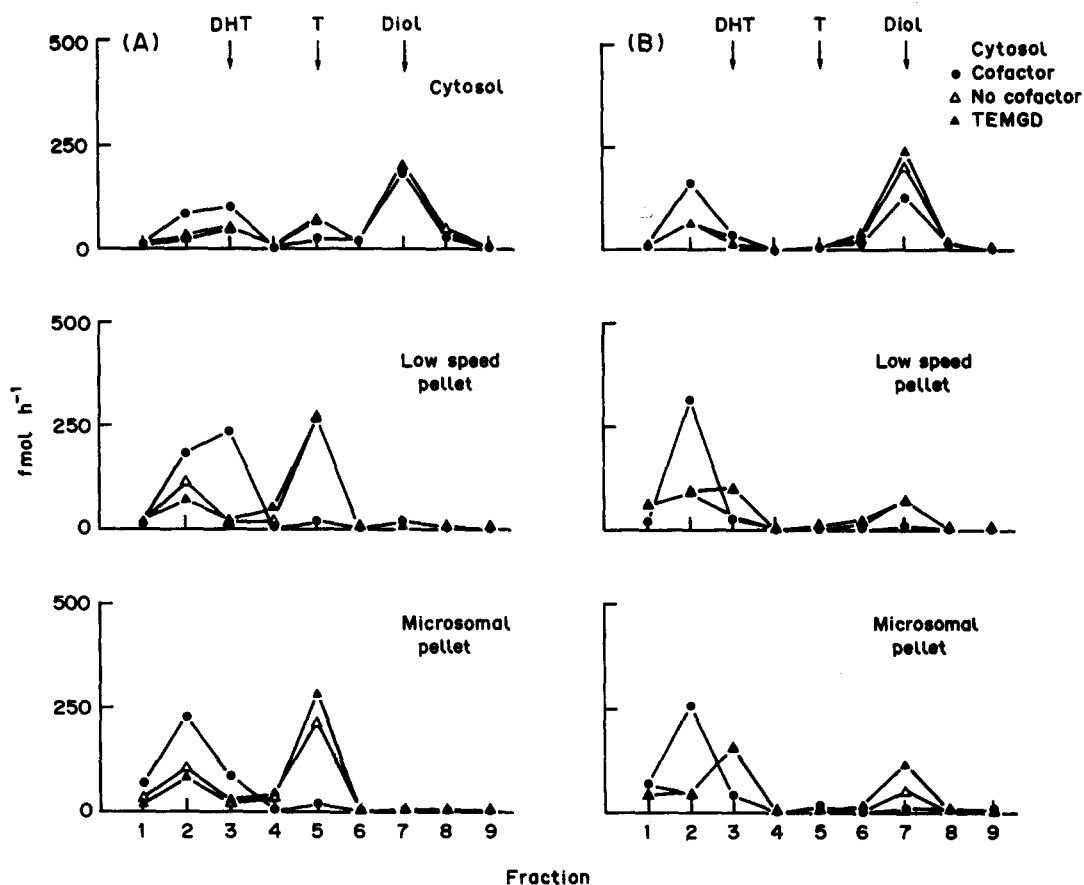 DHT T Diol
(A)
500
Cytosol
250
0
DHT T Diol
(B)
Cytosol
● Cofactor
△ No cofactor
▲ TEMGD
500
Low speed
pellet
250
0
Low speed
pellet
fmol h⁻¹
500
Microsomal
pellet
250
0
1 2 3 4 5 6 7 8 9
Microsomal
pellet
1 2 3 4 5 6 7 8 9
Fraction